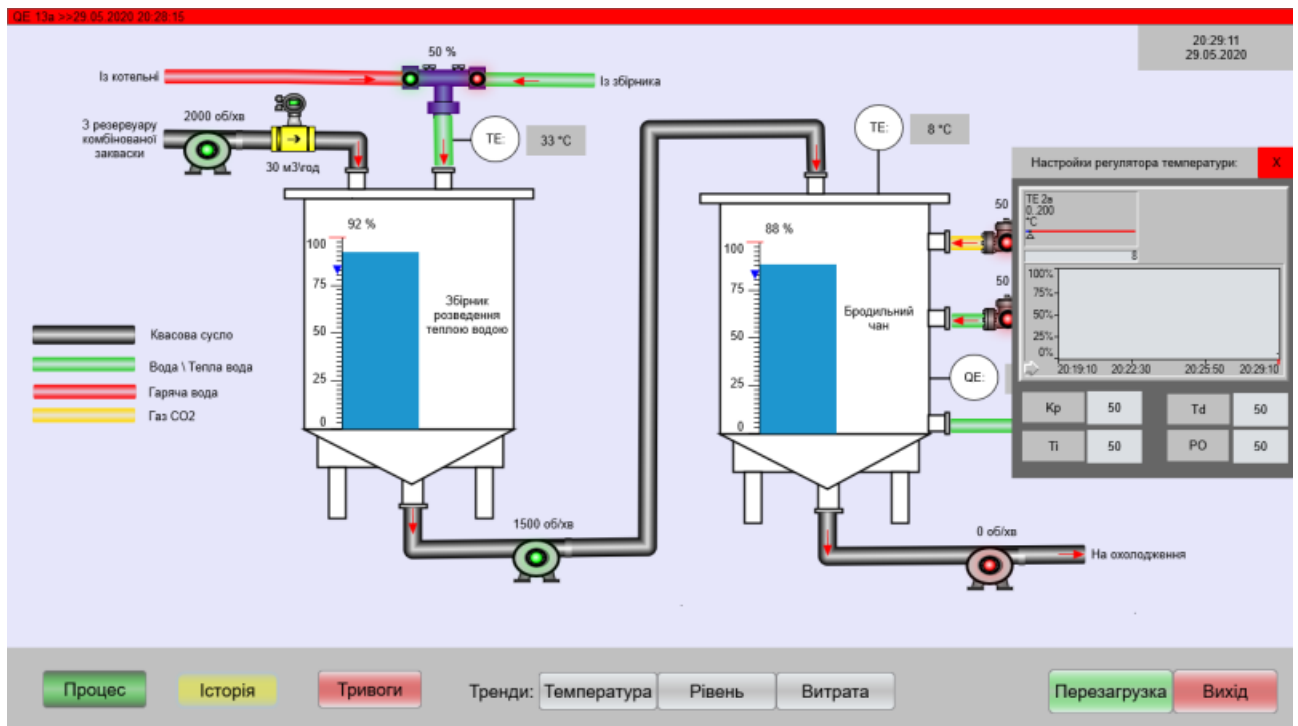 QE 13a >>29.05.2020 20:28:15
20:29:11
29.05.2020
50 %
Із котельні
Із збірника
З резервуару
комбінованої
закваски
2000 об/хв
30 м3\год
TE:
33 °C
TE:
8 °C
92 %
100
75
50
25
0
Збірник
розведення
теплою водою
88 %
100
75
50
25
0
Бродильний
чан
50
50
QE:
Квасова сусло
Вода \ Тепла вода
Гаряча вода
Газ CO2
1500 об/хв
0 об/хв
На охолодження
Настройки регулятора температури:
X
TE 2в
0..200
°C
8
100%
75%
50%
25%
0%
20:19:10 20:22:30 20:25:50 20:29:10
Kp 50 Td 50
Ti 50 PO 50
Процес
Історія
Тривоги
Тренди:
Температура
Рівень
Витрата
Перезагрузка
Вихід